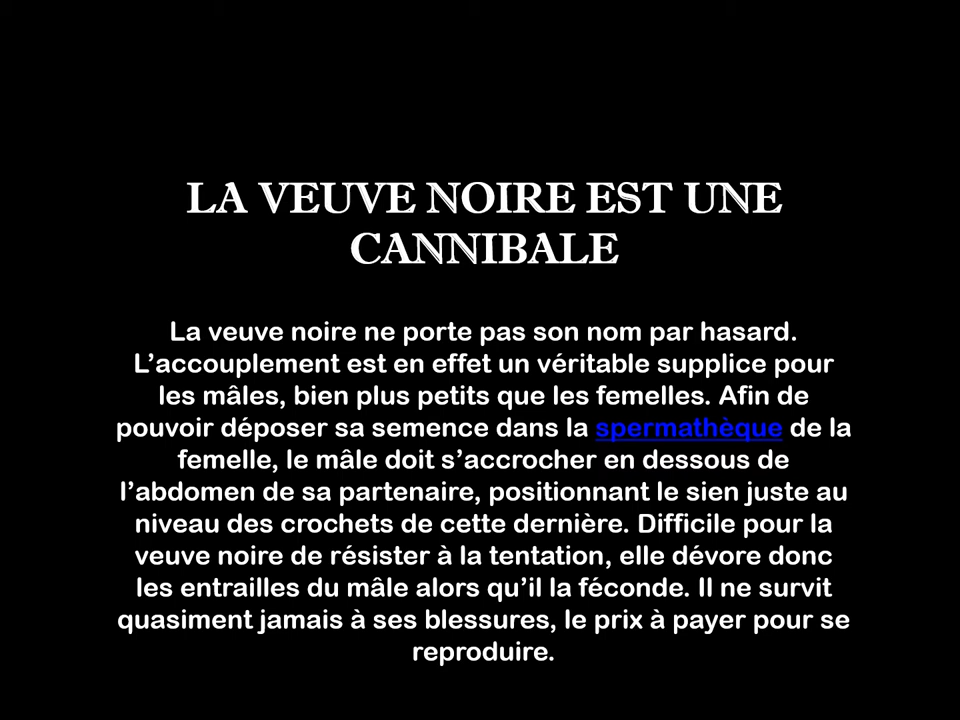 LA VEUVE NOIRE EST UNE
CANNIBALE
La veuve noire ne porte pas son nom par hasard.
L’accouplement est en effet un véritable supplice pour
les mâles, bien plus petits que les femelles. Afin de
pouvoir déposer sa semence dans la spermathèque de la
femelle, le mâle doit s’accrocher en dessous de
l’abdomen de sa partenaire, positionnant le sien juste au
niveau des crochets de cette dernière. Difficile pour la
veuve noire de résister à la tentation, elle dévore donc
les entrailles du mâle alors qu’il la féconde. Il ne survit
quasiment jamais à ses blessures, le prix à payer pour se
reproduire.